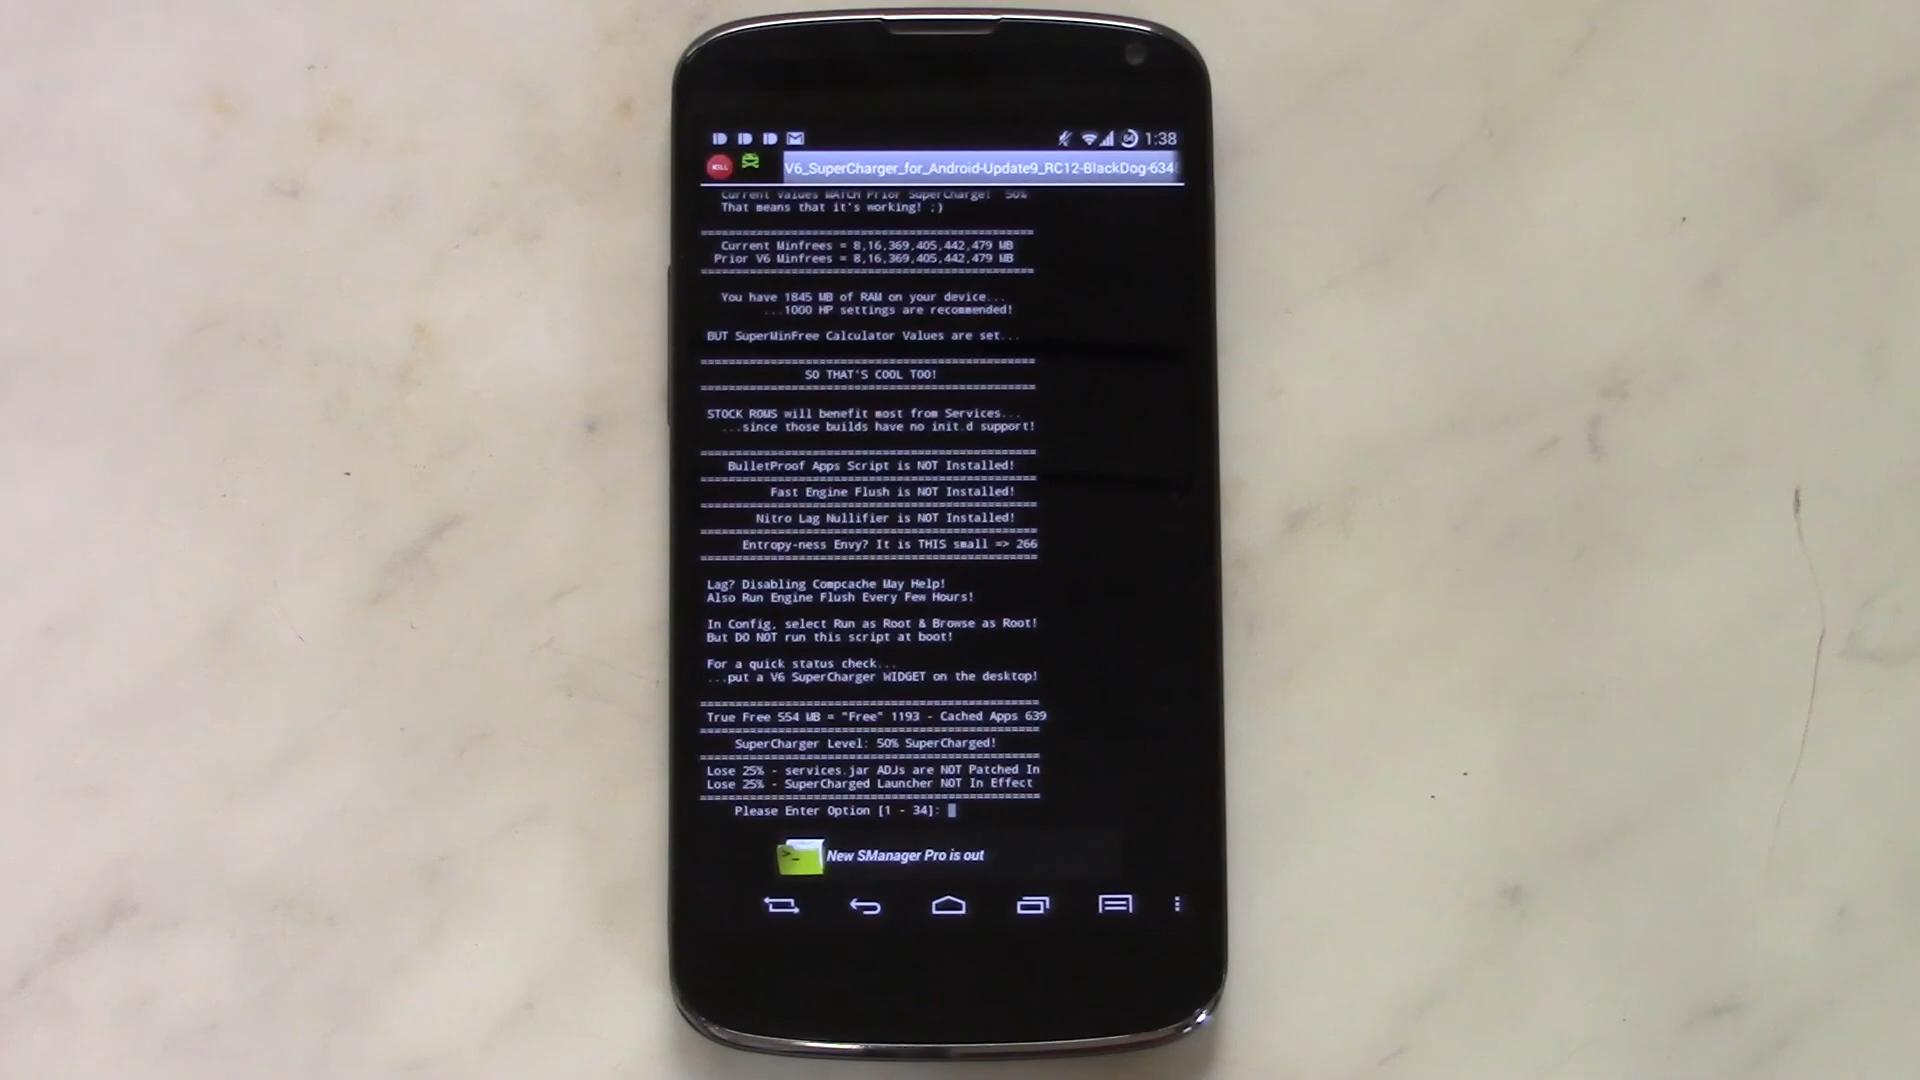 1:38
KILL
V6_SuperCharger_for_Android-Update9_RC12-BlackDog-634
Current Values MATCH Prior SuperCharge! 50%
That means that it's working! ;)
Current Minfrees = 8,16,369,405,442,479 MB
Prior V6 Minfrees = 8,16,369,405,442,479 MB
You have 1845 MB of RAM on your device...
...1000 HP settings are recommended!
BUT SuperMinFree Calculator Values are set...
SO THAT'S COOL TOO!
STOCK ROMS will benefit most from Services...
...since those builds have no init.d support!
BulletProof Apps Script is NOT Installed!
Fast Engine Flush is NOT Installed!
Nitro Lag Nullifier is NOT Installed!
Entropy-ness Envy? It is THIS small => 266
Lag? Disabling Compcache May Help!
Also Run Engine Flush Every Few Hours!
In Config, select Run as Root & Browse as Root!
But DO NOT run this script at boot!
For a quick status check...
...put a V6 SuperCharger WIDGET on the desktop!
True Free 554 MB = "Free" 1193 - Cached Apps 639
SuperCharger Level: 50% SuperCharged!
Lose 25% - services.jar ADJs are NOT Patched In
Lose 25% - SuperCharged Launcher NOT In Effect
Please Enter Option [1 - 34]:
>_
New SManager Pro is out